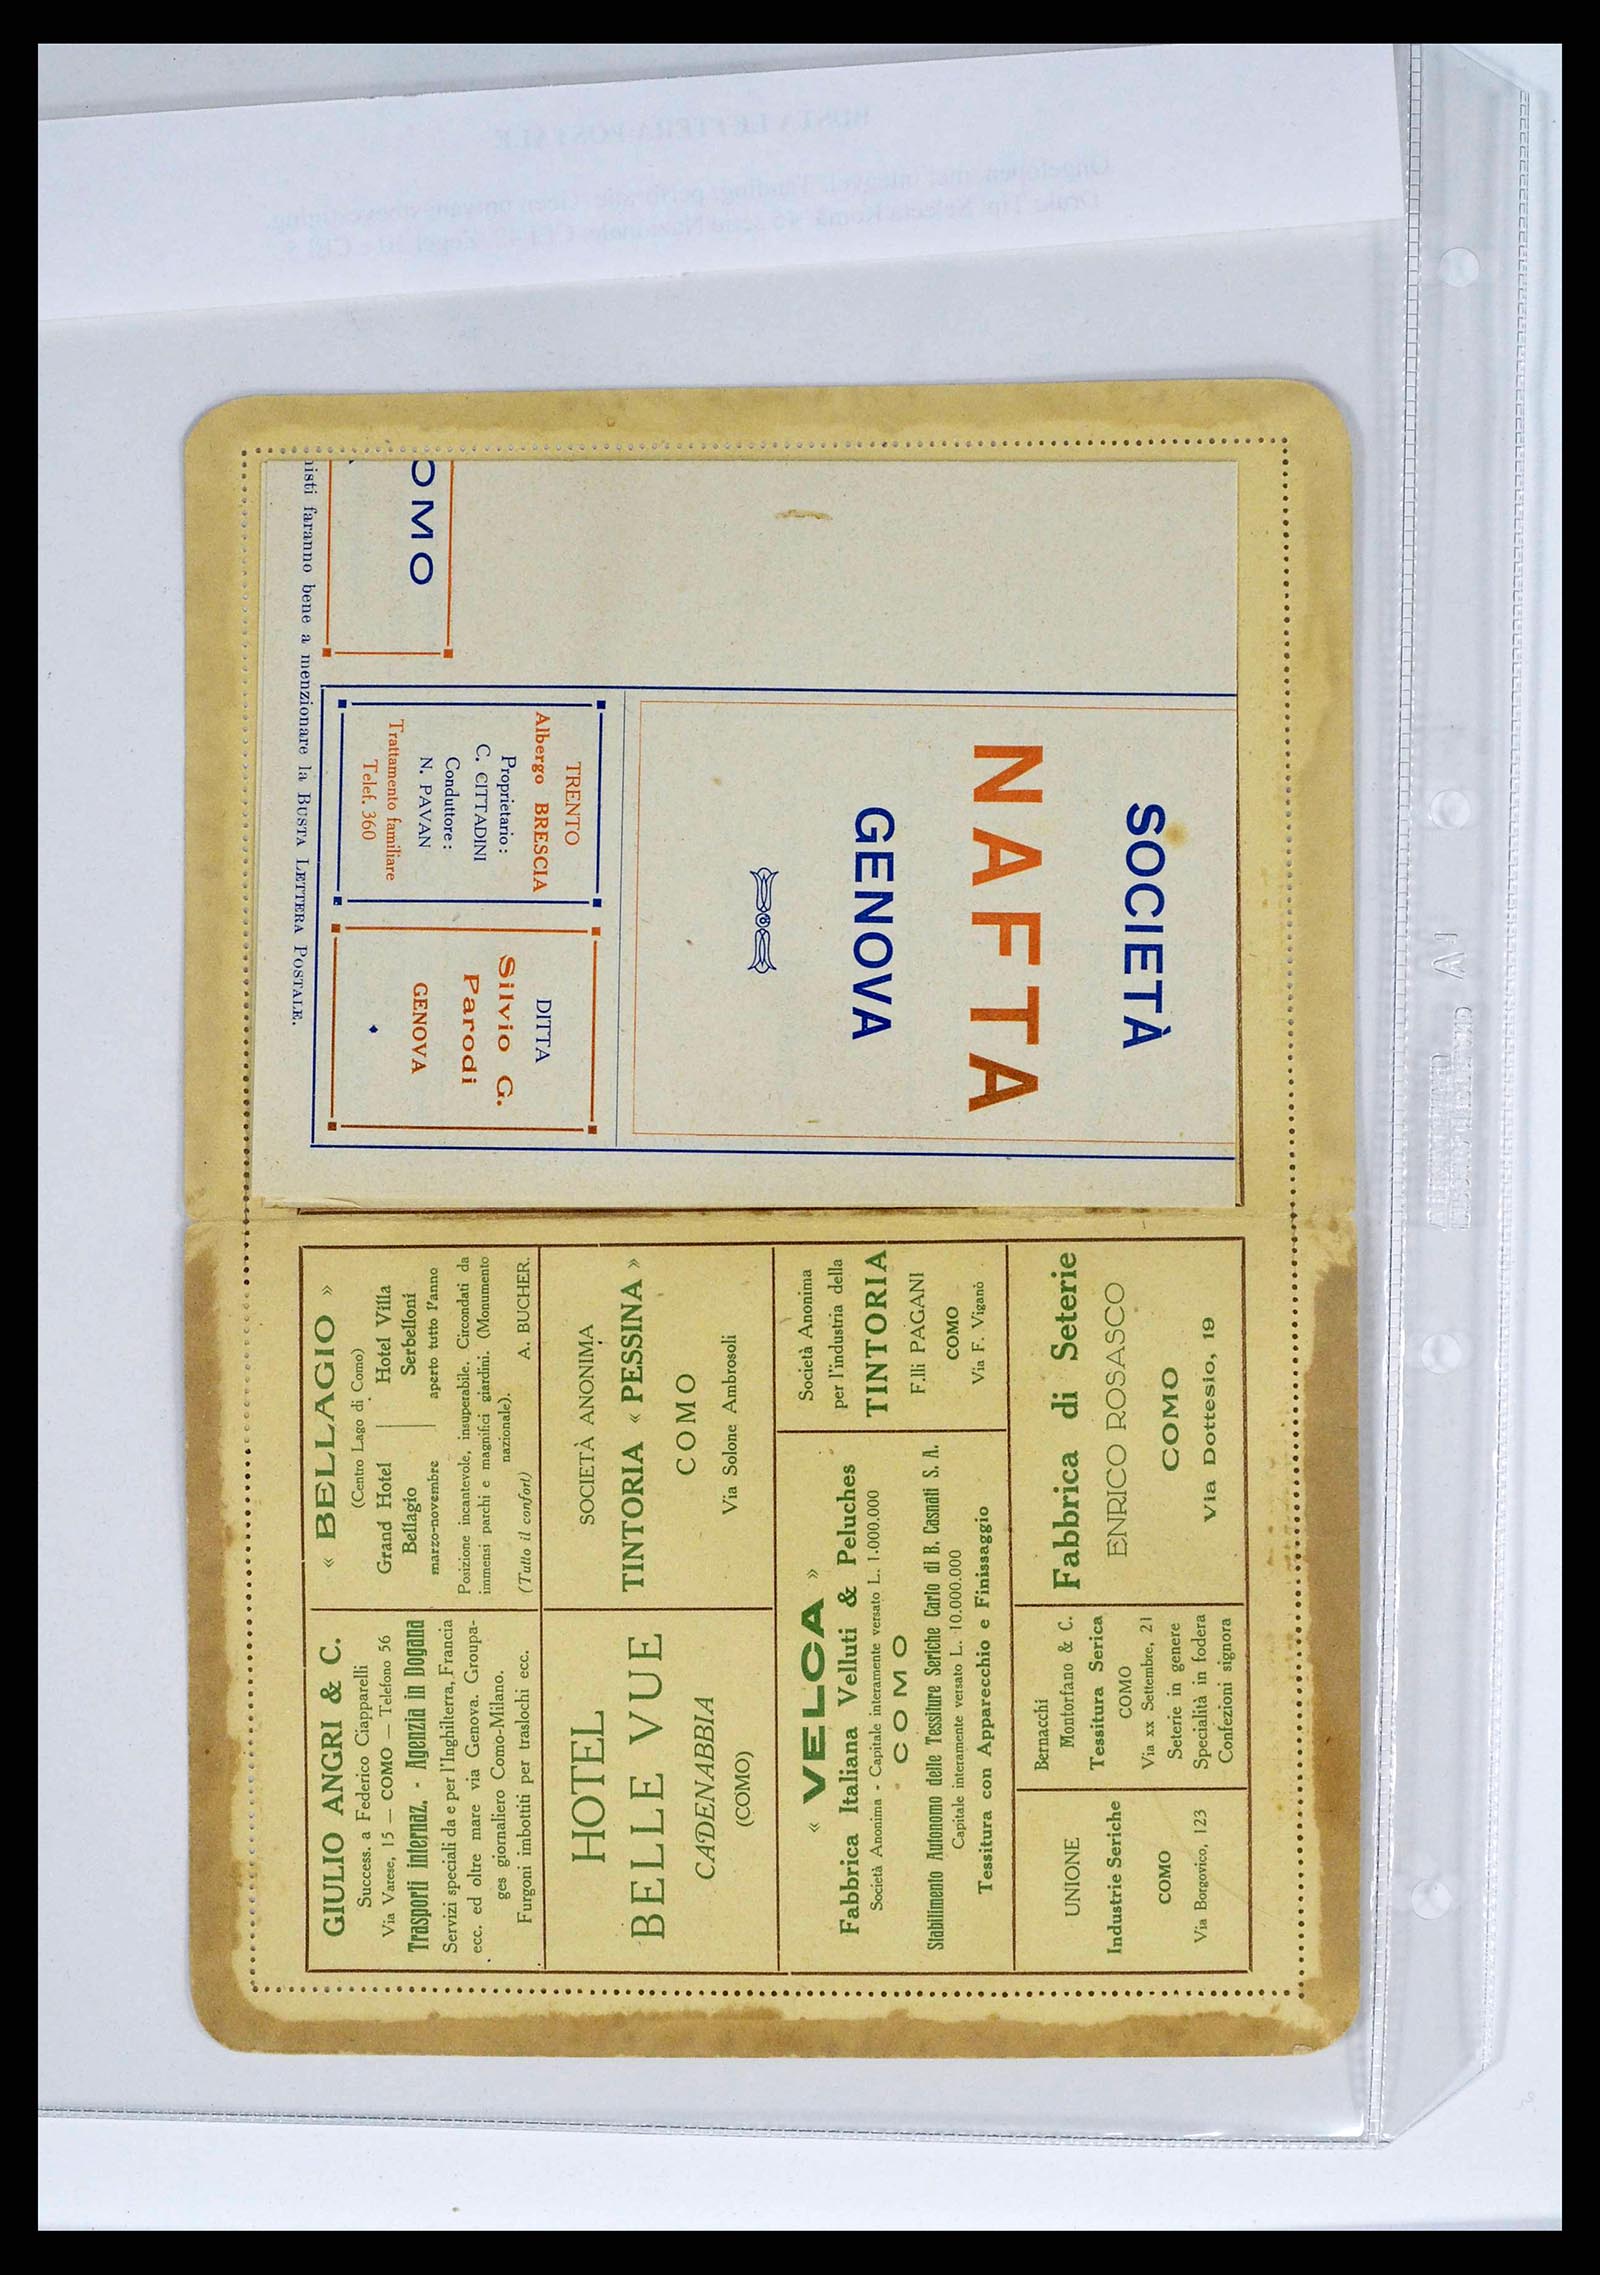 OMO
nisti faranno bene a menzionare la BUSTA LETTERA POSTALE.
SOCIETÀ
NAFTA
GENOVA
TRENTO
Albergo BRESCIA
Proprietario:
C. CITTADINI
Conduttore:
N. PAVAN
Trattamento familiare
Telef. 360
DITTA
Silvio G.
Parodi
GENOVA
GIULIO ANGRI & C.
Success. a Federico Ciapparelli
Via Varese, 15 — COMO — Telefono 56
Trasporti internaz. - Agenzia in Dogana
Servizi speciali da e per l'Inghilterra, Francia
ecc. ed oltre mare via Genova. Groupa-
ges giornaliero Como-Milano.
Furgoni imbottiti per traslochi ecc.
« BELLAGIO »
(Centro Lago di Como)
Grand Hotel
Bellagio
marzo-novembre
Hotel Villa
Serbelloni
aperto tutto l'anno
Posizione incantevole, insuperabile. Circondati da
immensi parchi e magnifici giardini. (Monumento
nazionale).
(Tutto il confort) A. BUCHER.
HOTEL
BELLE VUE
CADENABBIA
(COMO)
SOCIETÀ ANONIMA
TINTORIA « PESSINA »
COMO
Via Solone Ambrosoli
« VELCA »
Fabbrica Italiana Velluti & Peluches
Società Anonima - Capitale interamente versato L. 1.000.000
COMO
Stabilimento Autonomo delle Tessiture Seriche Carlo di B. Casnati S. A.
Capitale interamente versato L. 10.000.000
Tessitura con Apparecchio e Finissaggio
Società Anonima
per l'industria della
TINTORIA
F.lli PAGANI
COMO
Via F. Viganò
UNIONE
Industrie Seriche
COMO
Via Borgovico, 123
Bernacchi
Montorfano & C.
Tessitura Serica
COMO
Via xx Settembre, 21
Seterie in genere
Specialità in fodera
Confezioni signora
Fabbrica di Seterie
ENRICO ROSASCO
COMO
Via Dottesio, 19